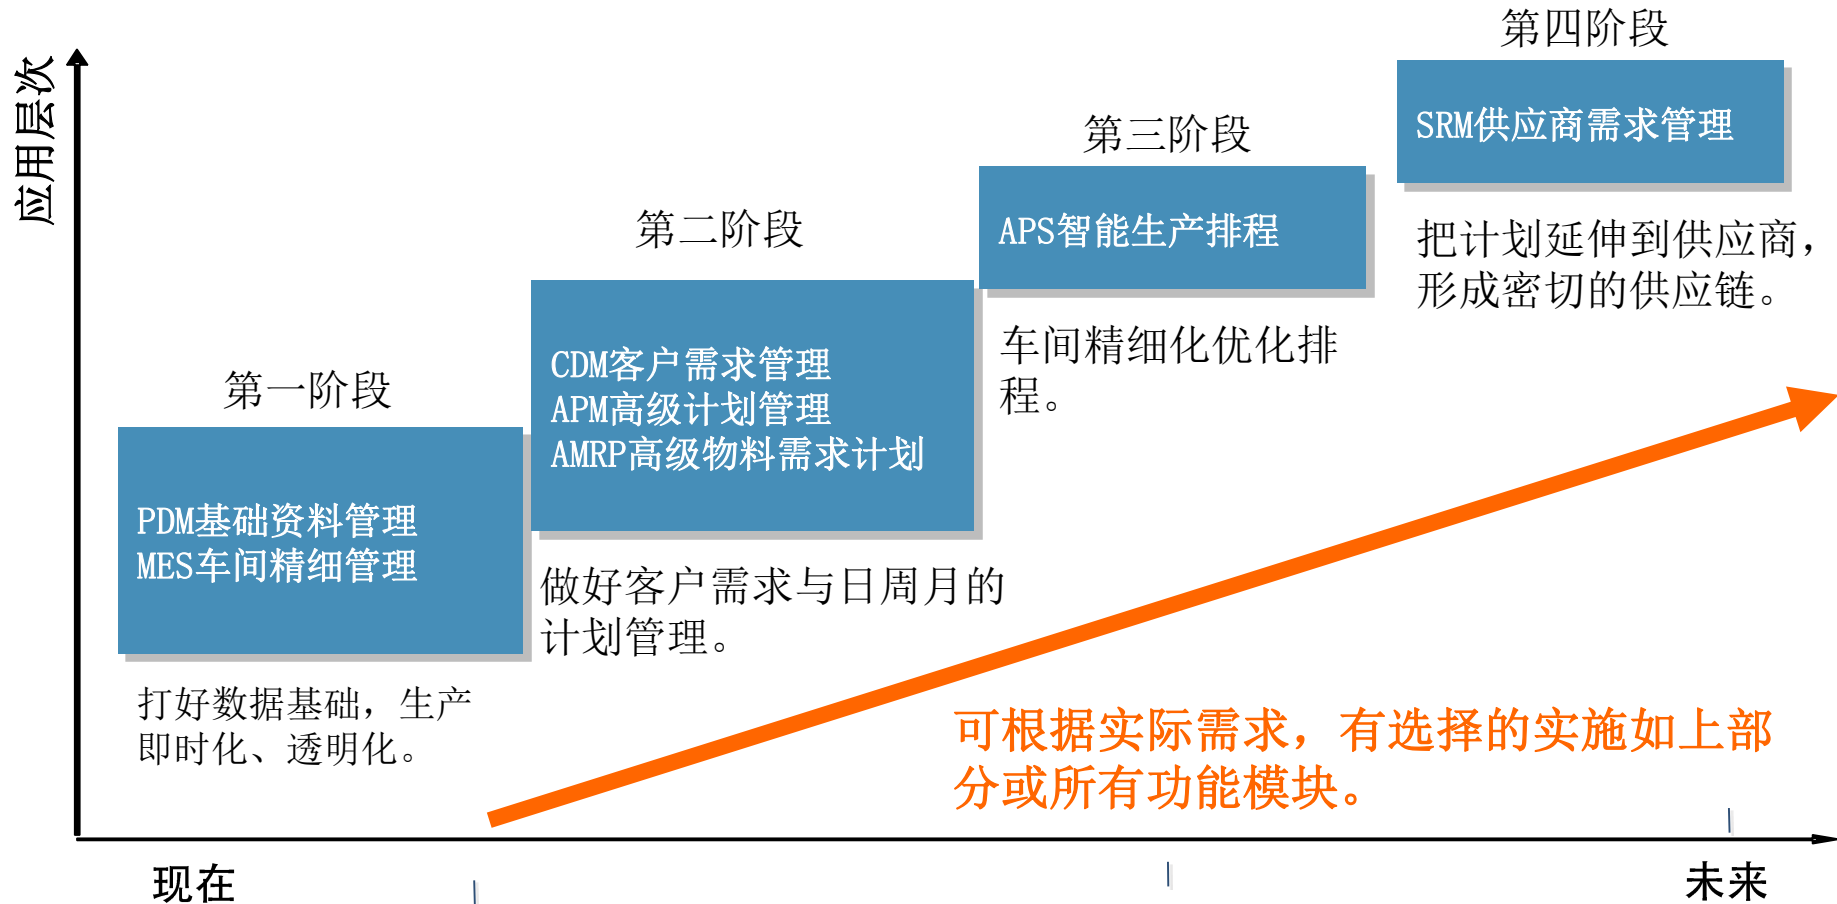 应用层次
第一阶段
PDM基础资料管理
MES车间精细管理
打好数据基础，生产
即时化、透明化。
第二阶段
CDM客户需求管理
APM高级计划管理
AMRP高级物料需求计划
做好客户需求与日周月的
计划管理。
第三阶段
APS智能生产排程
车间精细化优化排
程。
第四阶段
SRM供应商需求管理
把计划延伸到供应商，
形成密切的供应链。
可根据实际需求，有选择的实施如上部
分或所有功能模块。
现在
未来